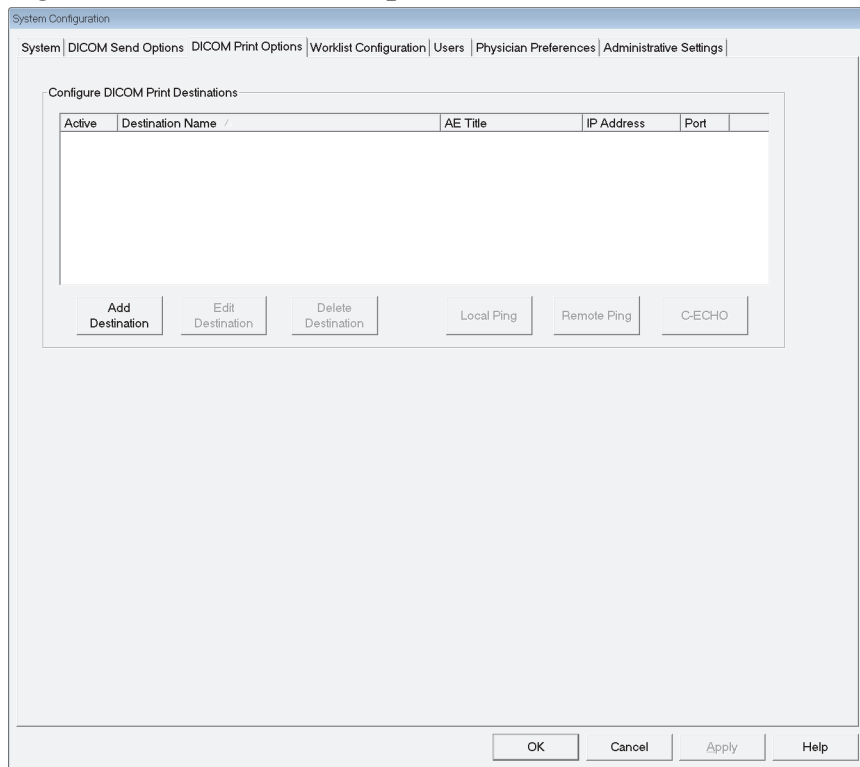 System Configuration
System DICOM Send Options DICOM Print Options Worklist Configuration Users Physician Preferences Administrative Settings
Configure DICOM Print Destinations
Active Destination Name / AE Title IP Address Port
Add Destination
Edit Destination
Delete Destination
Local Ping
Remote Ping
C-ECHO
OK Cancel Apply Help